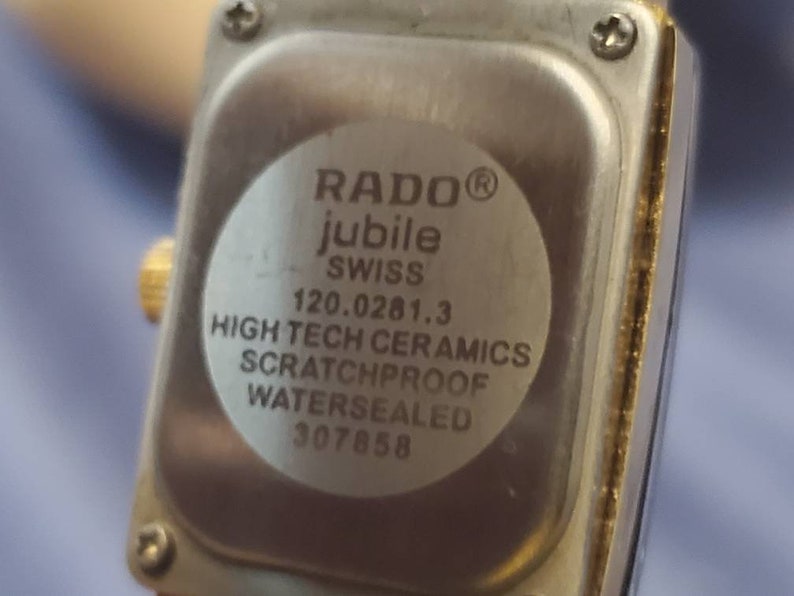 RADO®
jubile
SWISS
120.0281.3
HIGH TECH CERAMICS
SCRATCHPROOF
WATERSEALED
307858